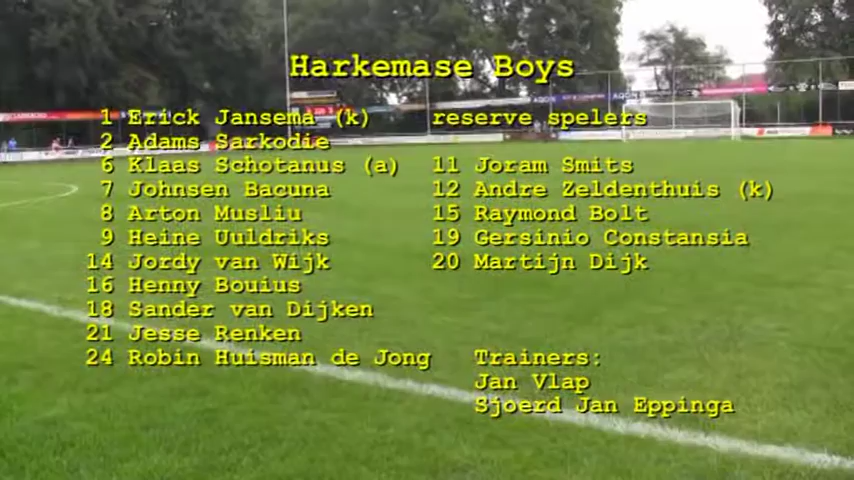 Harkemase Boys
1 Erick Jansema (k)
2 Adams Sarkodie
6 Klaas Schotanus (a)
7 Johnsen Bacuna
8 Arton Musliu
9 Heine Uuldriks
14 Jordy van Wijk
16 Henny Bouius
18 Sander van Dijken
21 Jesse Renken
24 Robin Huisman de Jong
reserve spelers
11 Joram Smits
12 Andre Zeldenthuis (k)
15 Raymond Bolt
19 Gersinio Constansia
20 Martijn Dijk
Trainers:
Jan Vlap
Sjoerd Jan Eppinga